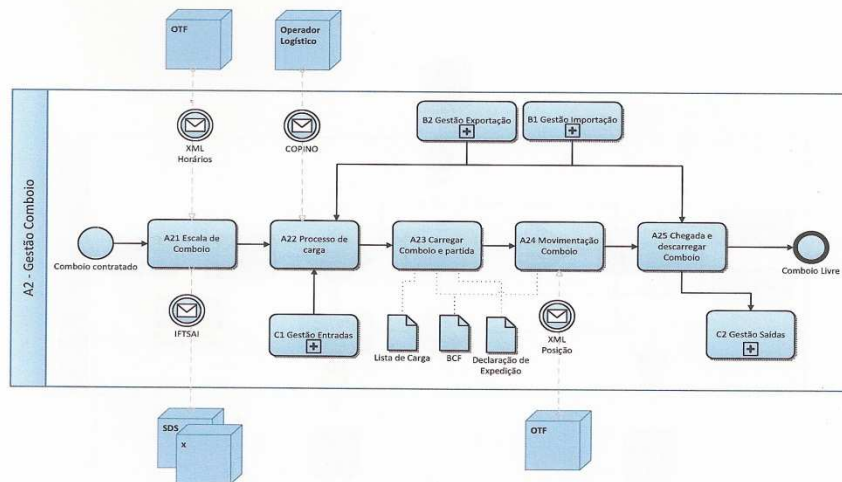 OTF
Operador
Logístico
A2 - Gestão Comboio
XML
Horários
COPINO
B2 Gestão Exportação
B1 Gestão Importação
Comboio contratado
A21 Escala de
Comboio
A22 Processo de
carga
A23 Carregar
Comboio e partida
A24 Movimentação
Comboio
A25 Chegada e
descarregar
Comboio
Comboio Livre
IFTSAI
C1 Gestão Entradas
Lista de Carga
BCF
Declaração de
Expedição
XML
Posição
C2 Gestão Saídas
SDS
X
OTF